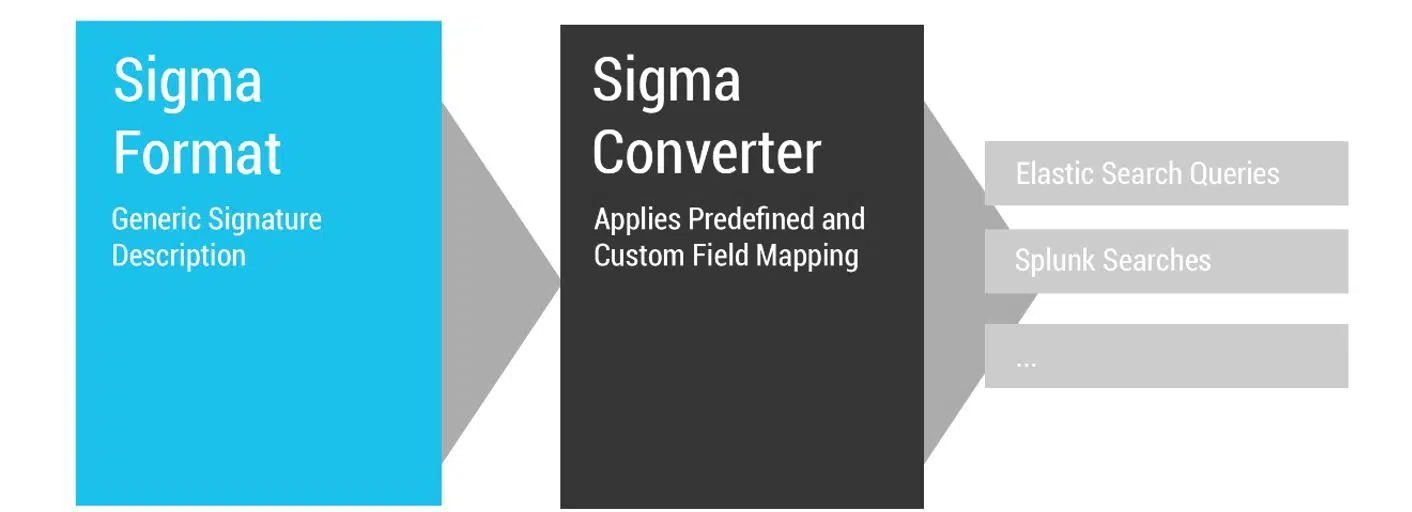 Sigma
Format
Generic Signature
Description
Sigma
Converter
Applies Predefined and
Custom Field Mapping
Elastic Search Queries
Splunk Searches
...